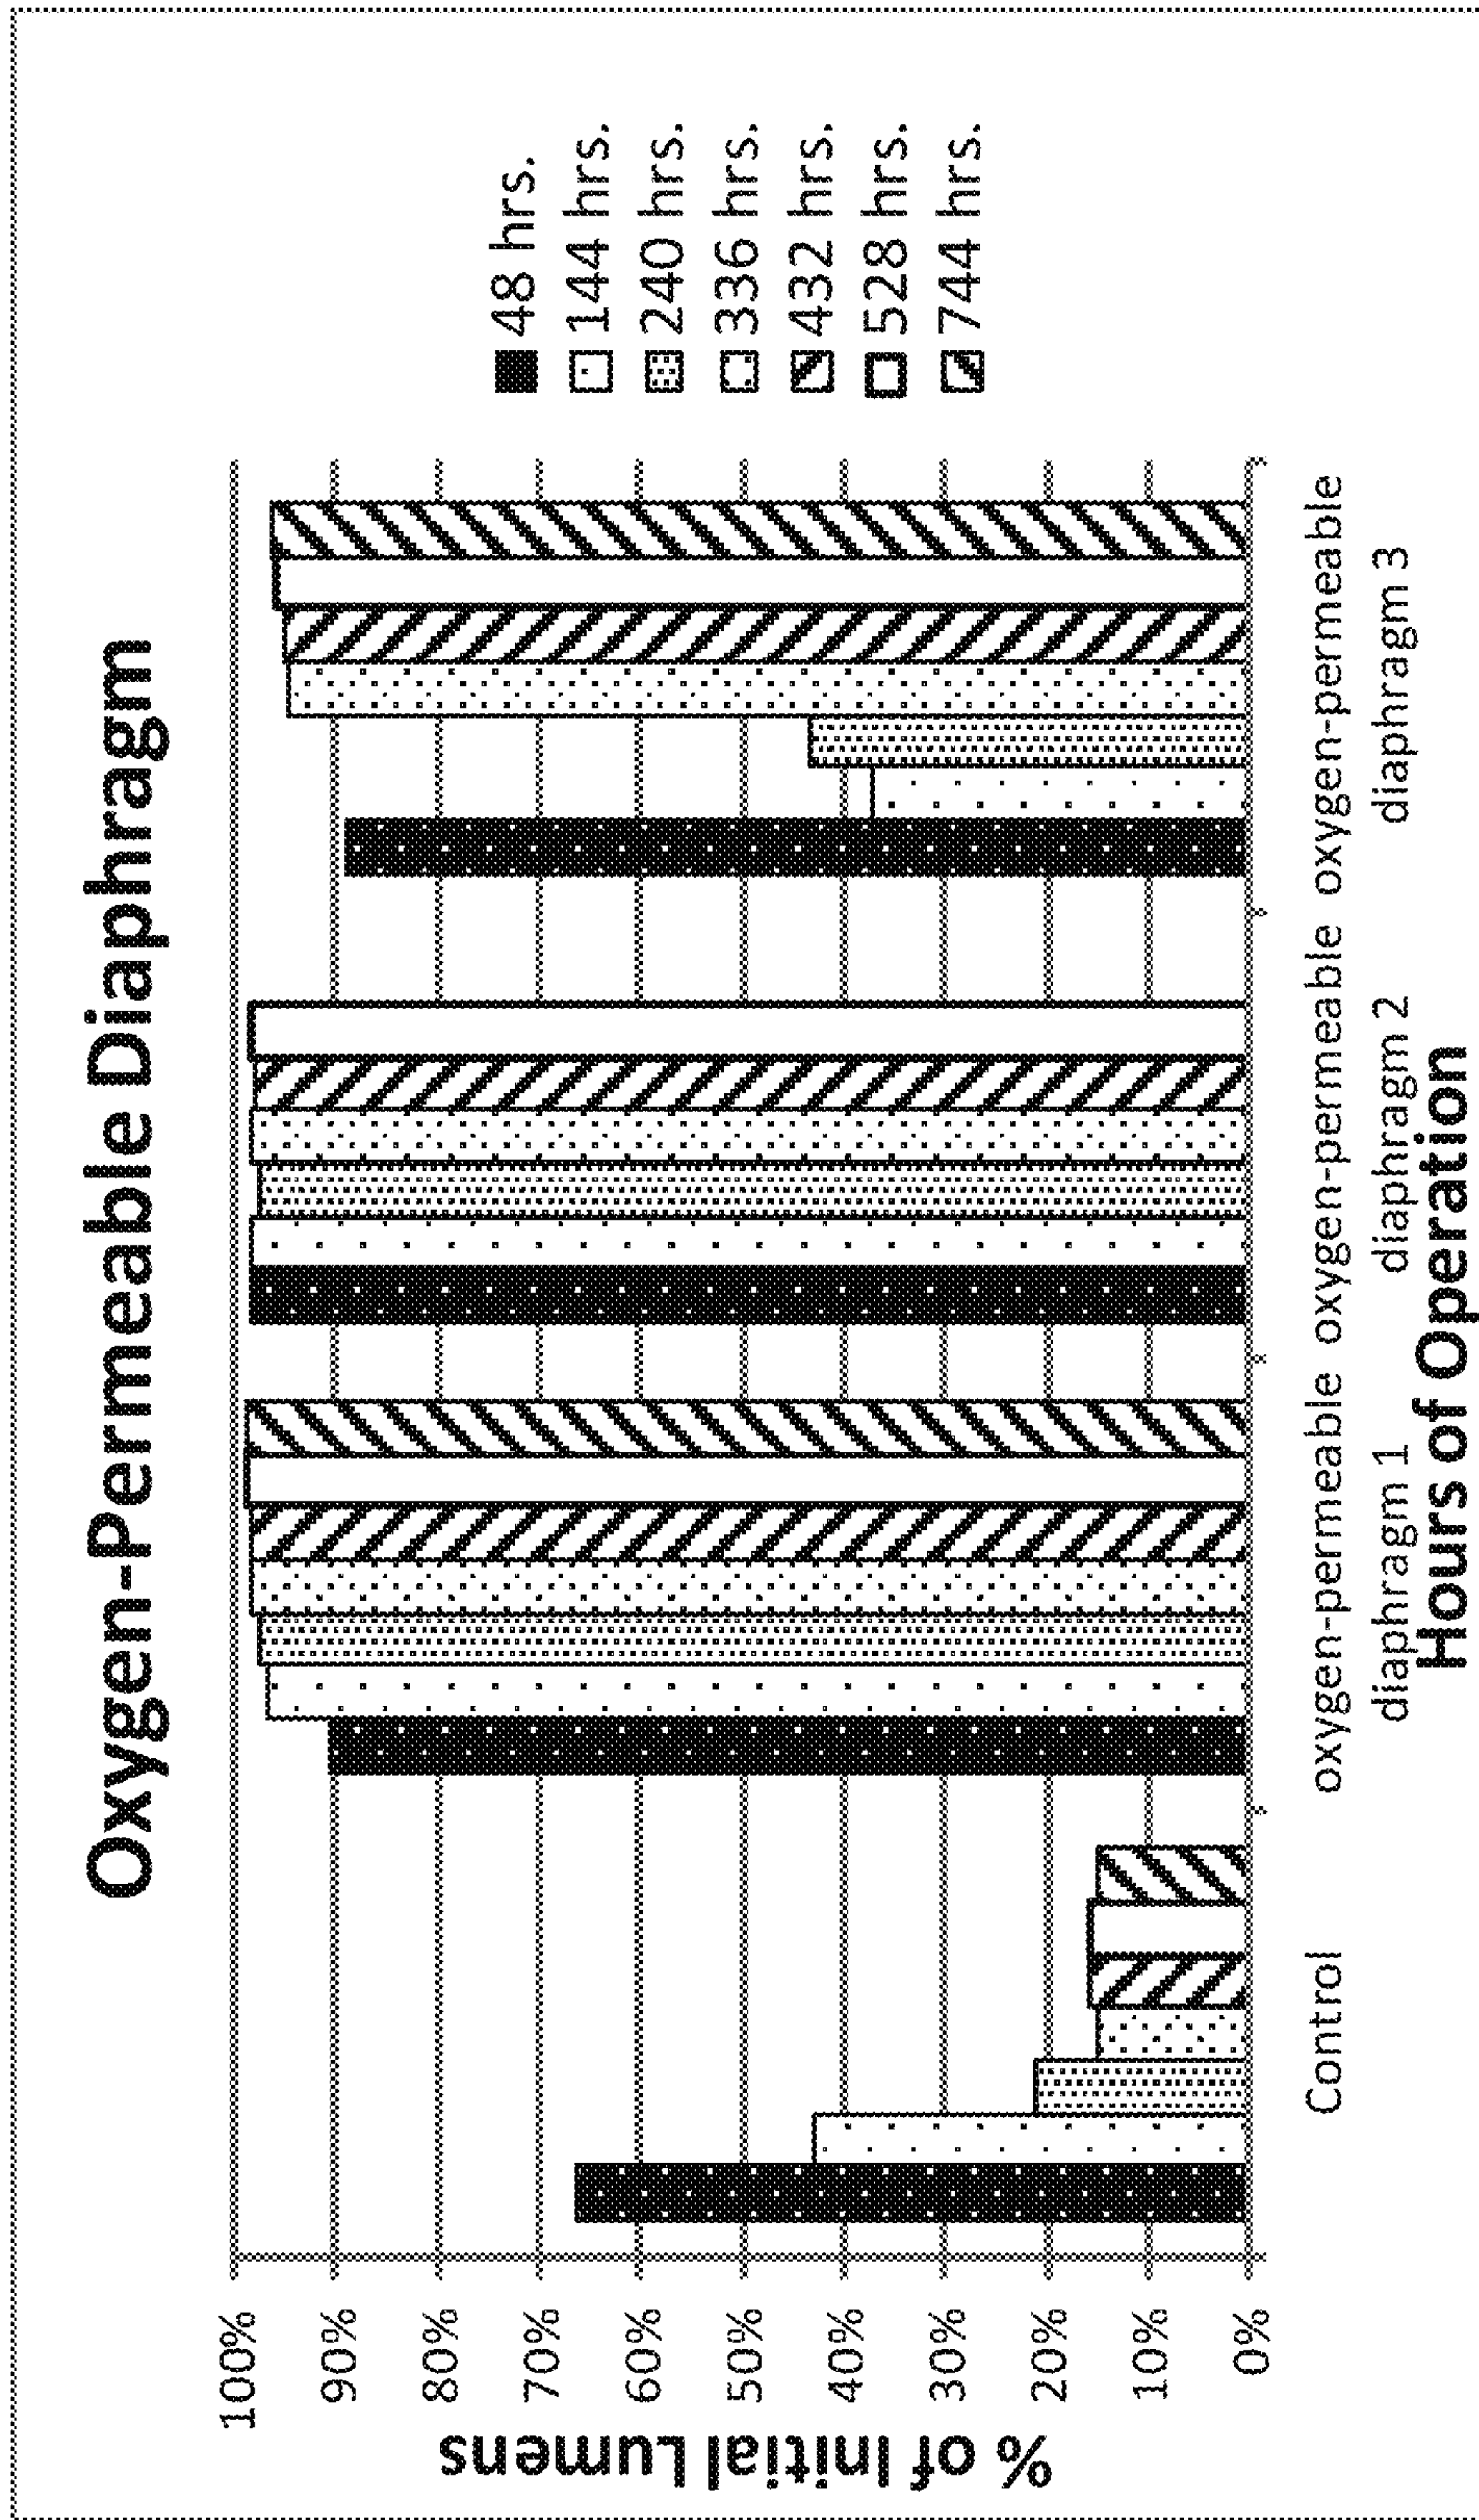 Oxygen-Permeable Diaphragm
% of Initial Lumens
100%
90%
80%
70%
60%
50%
40%
30%
20%
10%
0%
Control
oxygen-permeable
diaphragm 1
oxygen-permeable
diaphragm 2
oxygen-permeable
diaphragm 3
Hours of Operation
48 hrs.
144 hrs.
240 hrs.
336 hrs.
432 hrs.
528 hrs.
744 hrs.